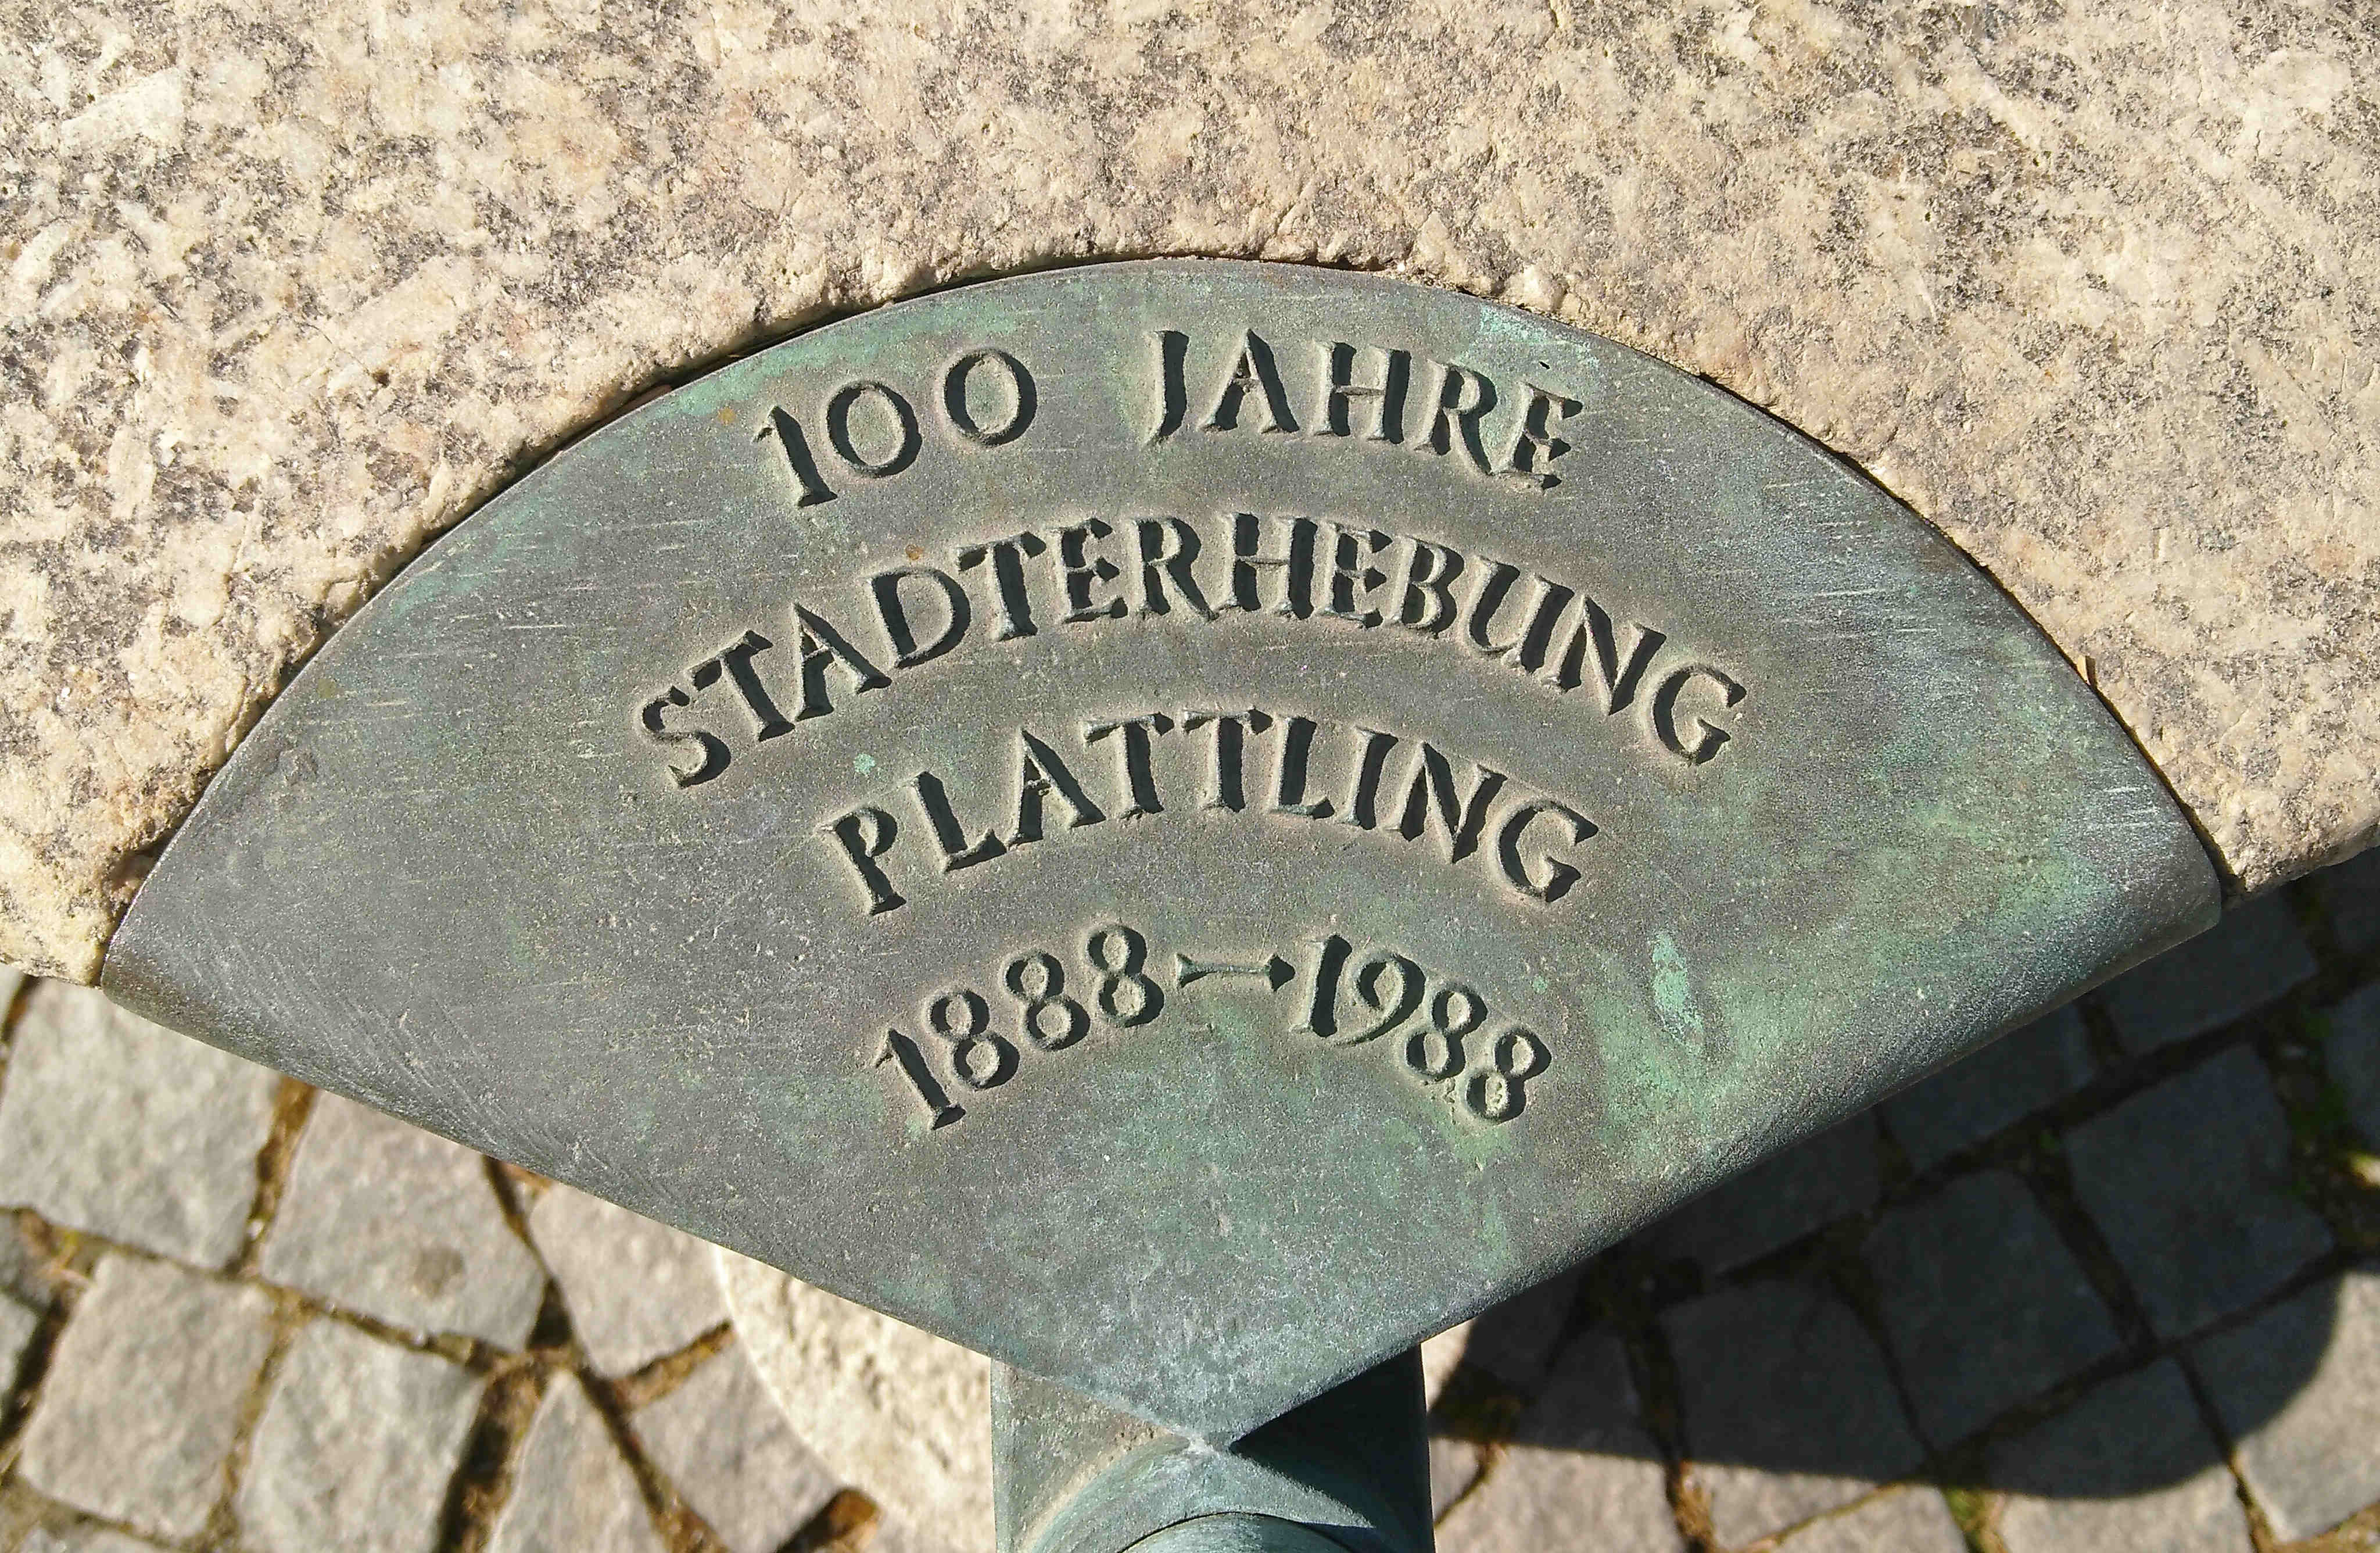 100 JAHRE
STADTERHEBUNG
PLATTLING
1888→1988